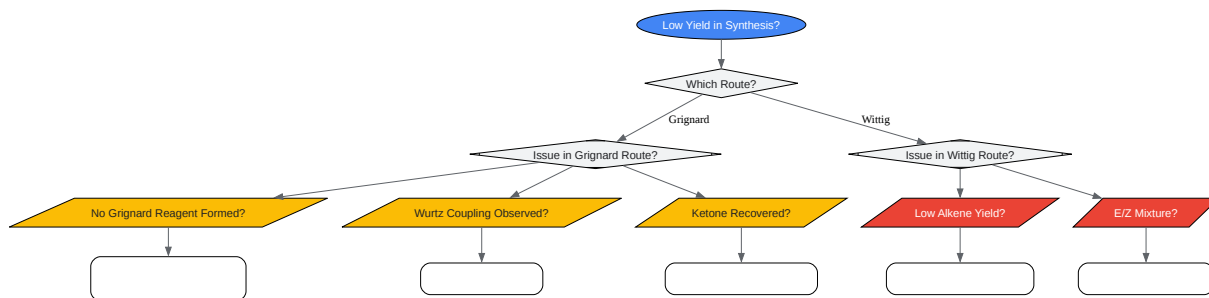 Low Yield in Synthesis?
Which Route?
Grignard
Wittig
Issue in Grignard Route?
Issue in Wittig Route?
No Grignard Reagent Formed?
Wurtz Coupling Observed?
Ketone Recovered?
Low Alkene Yield?
E/Z Mixture?